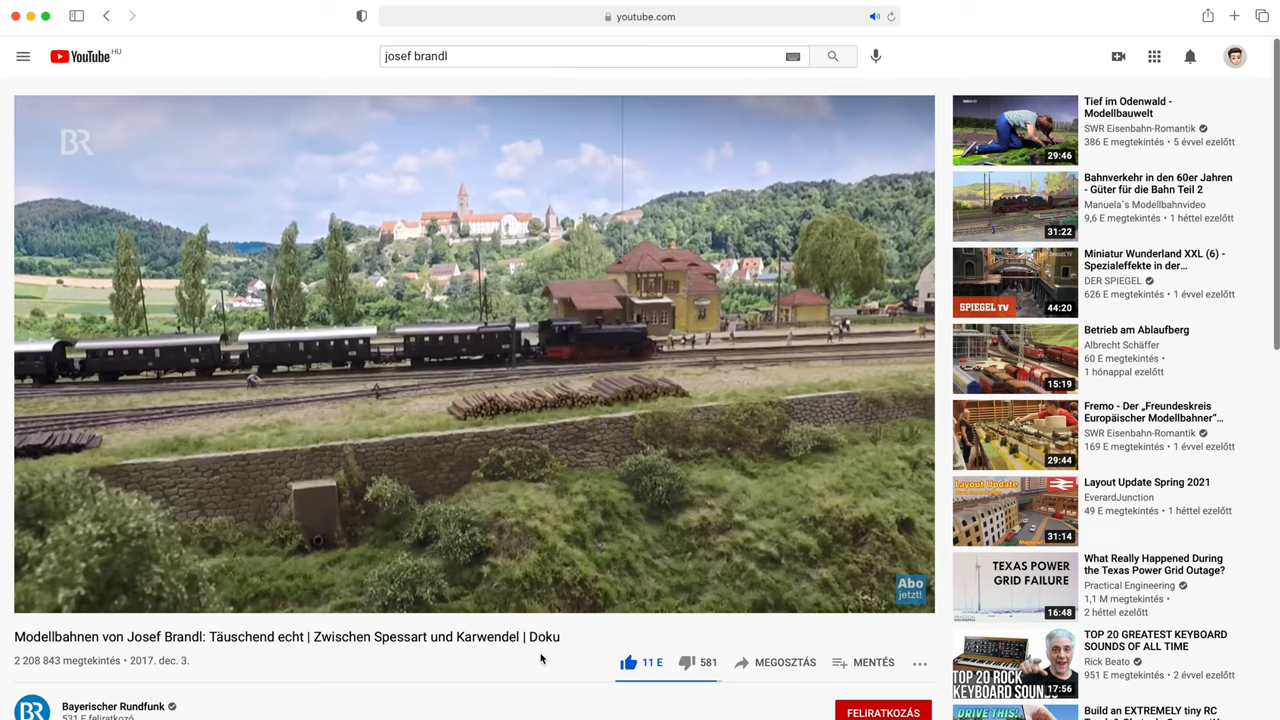 youtube.com
YouTube HU
josef brandl
BR
Abo
jetzt!
Modellbahnen von Josef Brandl: Täuschend echt | Zwischen Spessart und Karwendel | Doku
2 208 843 megtekintés • 2017. dec. 3.
11 E
581
MEGOSZTÁS
MENTÉS
BR
Bayerischer Rundfunk
531 E feliratkozó
FELIRATKOZÁS
29:46
Tief im Odenwald -
Modellbauwelt
SWR Eisenbahn-Romantik
386 E megtekintés • 5 évvel ezelőtt
31:22
Bahnverkehr in den 60er Jahren
- Güter für die Bahn Teil 2
Manuela`s Modellbahnvideo
9,6 E megtekintés • 1 héttel ezelőtt
SPIEGEL TV
44:20
Miniatur Wunderland XXL (6) -
Spezialeffekte in der...
DER SPIEGEL
626 E megtekintés • 1 évvel ezelőtt
15:19
Betrieb am Ablaufberg
Albrecht Schäffer
60 E megtekintés •
1 hónappal ezelőtt
29:44
Fremo - Der „Freundeskreis
Europäischer Modellbahner“...
SWR Eisenbahn-Romantik
169 E megtekintés • 1 évvel ezelőtt
Layout Update
31:14
Layout Update Spring 2021
EverardJunction
49 E megtekintés • 1 héttel ezelőtt
TEXAS POWER
GRID FAILURE
16:48
What Really Happened During
the Texas Power Grid Outage?
Practical Engineering
1,1 M megtekintés •
2 héttel ezelőtt
TOP 20 ROCK
KEYBOARD SOUNDS
17:56
TOP 20 GREATEST KEYBOARD
SOUNDS OF ALL TIME
Rick Beato
951 E megtekintés • 2 évvel ezelőtt
DRIVE THIS!
Build an EXTREMELY tiny RC